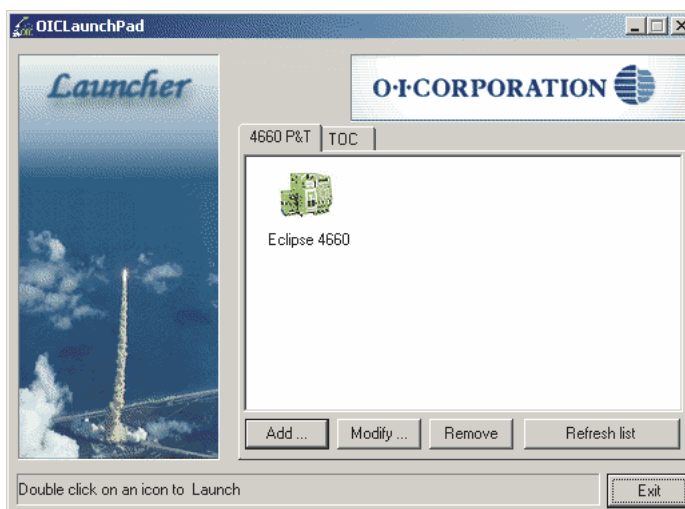 OICLaunchPad
Launcher
O·I·CORPORATION
4660 P&T
TOC
Eclipse 4660
Add ...
Modify ...
Remove
Refresh list
Double click on an icon to Launch
Exit